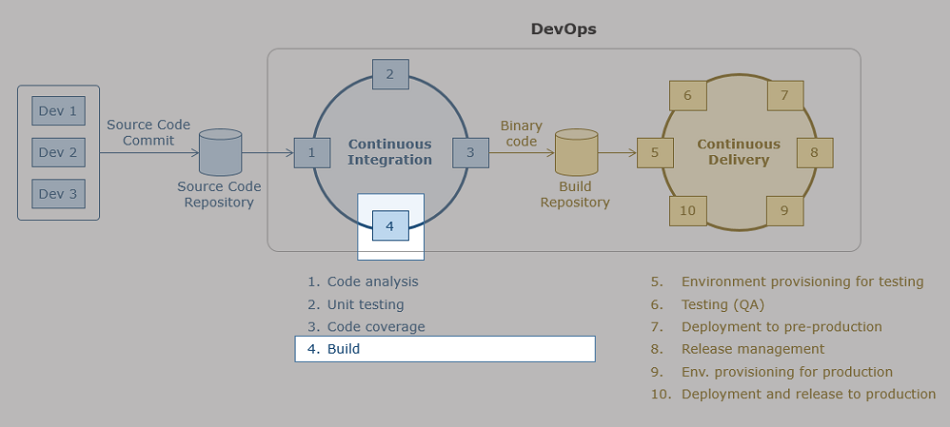 DevOps
Dev 1
Dev 2
Dev 3
Source Code
Commit
Source Code
Repository
1
2
3
4
Continuous
Integration
Binary
code
Build
Repository
5
6
7
8
9
10
Continuous
Delivery
1. Code analysis
2. Unit testing
3. Code coverage
4. Build
5. Environment provisioning for testing
6. Testing (QA)
7. Deployment to pre-production
8. Release management
9. Env. provisioning for production
10. Deployment and release to production